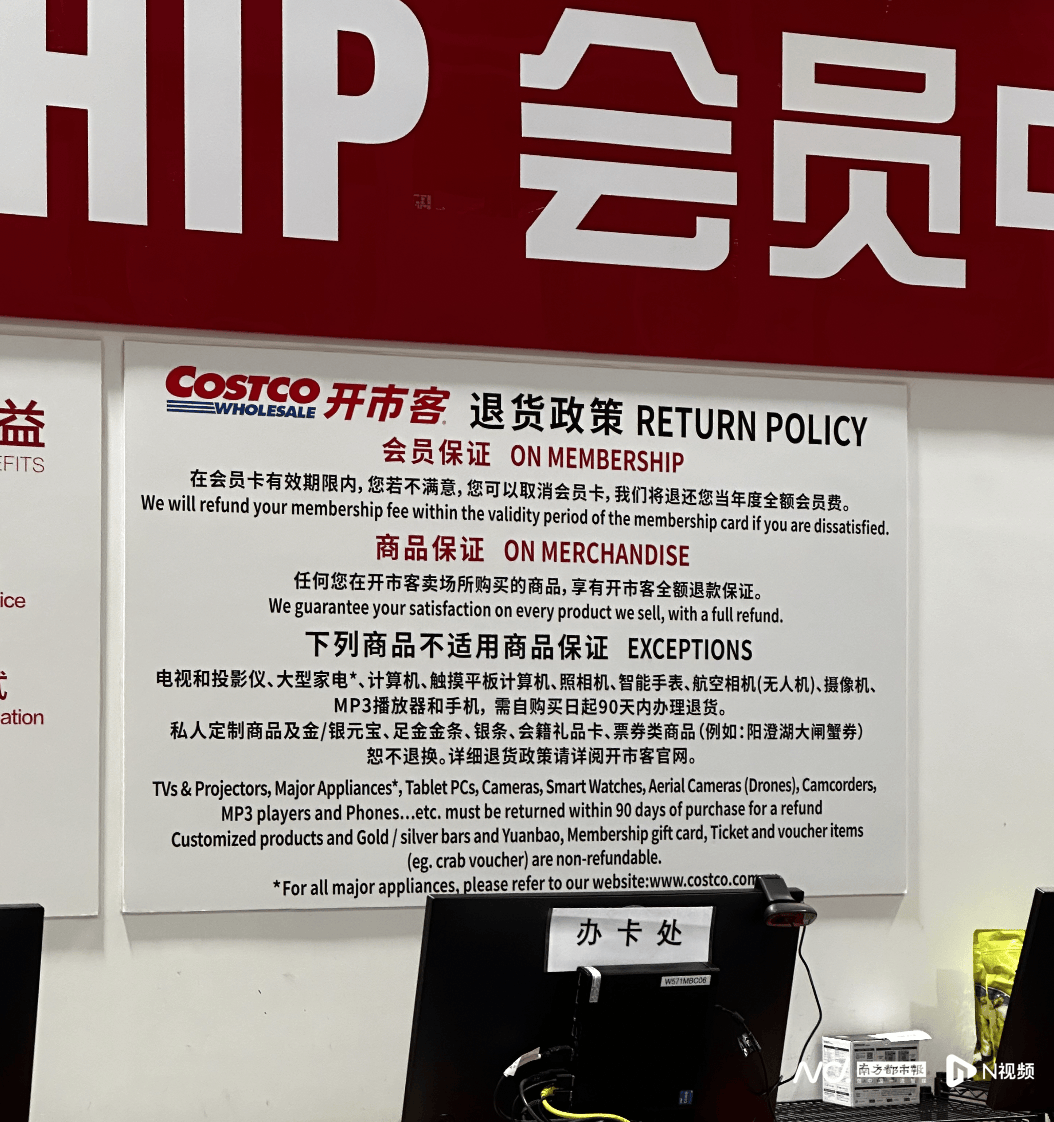 HIP 会员
益
EFITS
ice
式
ation
COSTCO WHOLESALE 开市客 退货政策 RETURN POLICY
会员保证 ON MEMBERSHIP
在会员卡有效期限内,您若不满意,您可以取消会员卡,我们将退还您当年度全额会员费。
We will refund your membership fee within the validity period of the membership card if you are dissatisfied.
商品保证 ON MERCHANDISE
任何您在开市客卖场所购买的商品,享有开市客全额退款保证。
We guarantee your satisfaction on every product we sell, with a full refund.
下列商品不适用商品保证 EXCEPTIONS
电视和投影仪、大型家电*、计算机、触摸平板计算机、照相机、智能手表、航空相机(无人机)、摄像机、
MP3播放器和手机,需自购买日起90天内办理退货。
私人定制商品及金/银元宝、足金金条、银条、会籍礼品卡、票券类商品(例如:阳澄湖大闸蟹券)
恕不退换。详细退货政策请详阅开市客官网。
TVs & Projectors, Major Appliances*, Tablet PCs, Cameras, Smart Watches, Aerial Cameras (Drones), Camcorders,
MP3 players and Phones...etc. must be returned within 90 days of purchase for a refund
Customized products and Gold / silver bars and Yuanbao, Membership gift card, Ticket and voucher items
(eg. crab voucher) are non-refundable.
*For all major appliances, please refer to our website:www.costco.com
办卡处
W571MBC06
南方都市报
N视频